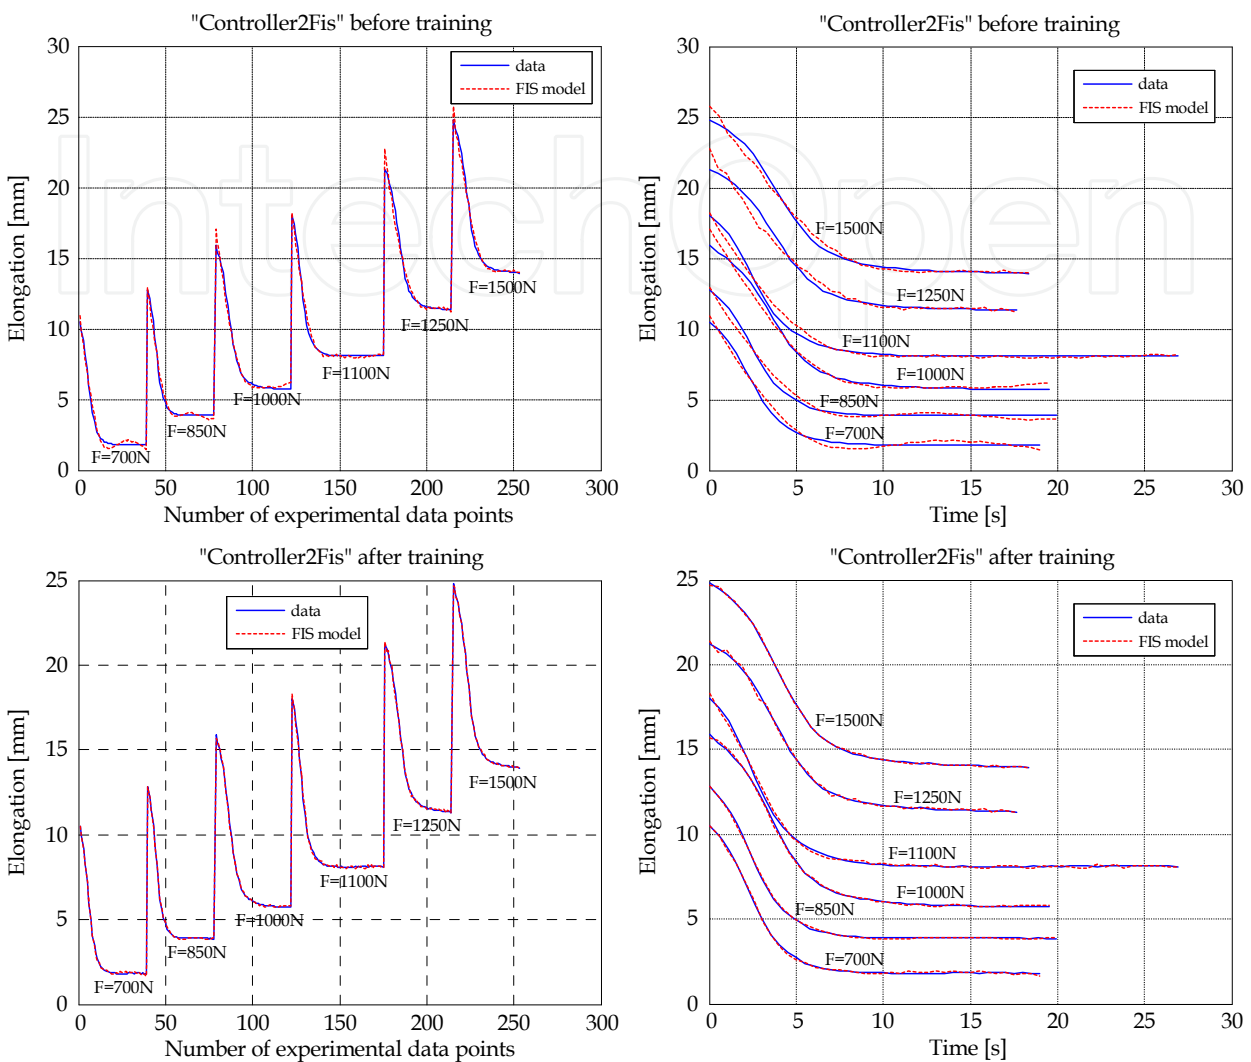 "Controller2Fis" before training
30
25
20
15
10
5
0
Elongation [mm]
data
FIS model
F=700N
F=850N
F=1000N
F=1100N
F=1250N
F=1500N
0 50 100 150 200 250 300
Number of experimental data points
"Controller2Fis" before training
30
25
20
15
10
5
0
Elongation [mm]
data
FIS model
F=1500N
F=1250N
F=1100N
F=1000N
F=850N
F=700N
0 5 10 15 20 25 30
Time [s]
IntechOpen
"Controller2Fis" after training
25
20
15
10
5
0
Elongation [mm]
data
FIS model
F=700N
F=850N
F=1000N
F=1100N
F=1250N
F=1500N
0 50 100 150 200 250 300
Number of experimental data points
"Controller2Fis" after training
25
20
15
10
5
0
Elongation [mm]
data
FIS model
F=1500N
F=1250N
F=1100N
F=1000N
F=850N
F=700N
0 5 10 15 20 25 30
Time [s]